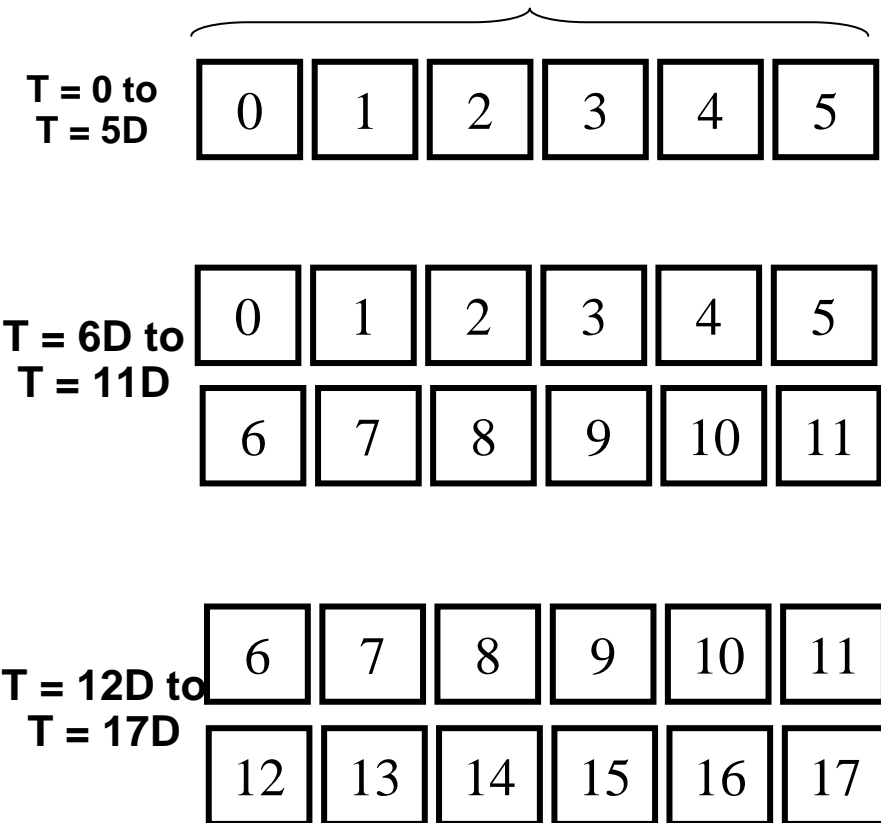 T = 0 to
T = 5D
0 1 2 3 4 5
T = 6D to
T = 11D
0 1 2 3 4 5
6 7 8 9 10 11
T = 12D to
T = 17D
6 7 8 9 10 11
12 13 14 15 16 17